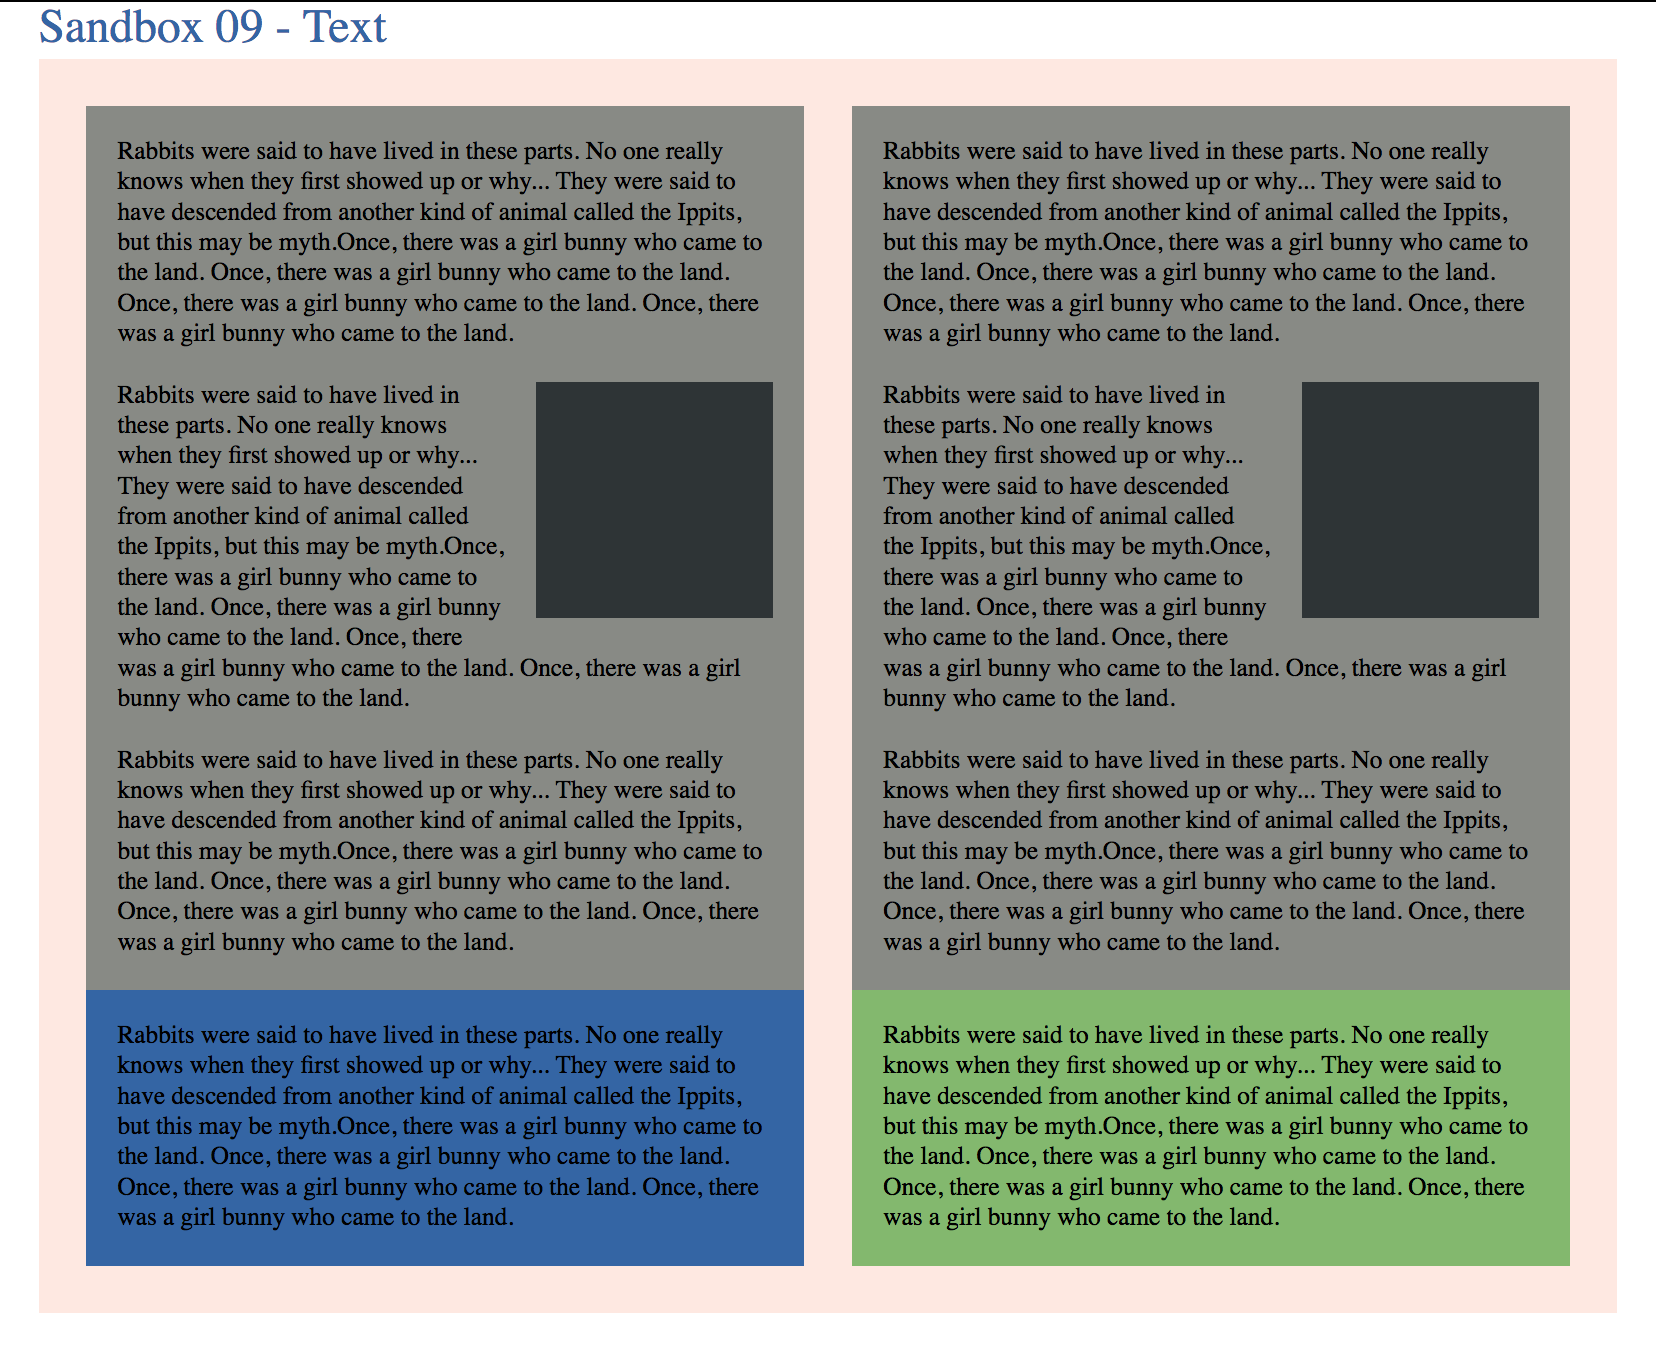 Sandbox 09 - Text
Rabbits were said to have lived in these parts. No one really
knows when they first showed up or why... They were said to
have descended from another kind of animal called the Ippits,
but this may be myth.Once, there was a girl bunny who came to
the land. Once, there was a girl bunny who came to the land.
Once, there was a girl bunny who came to the land. Once, there
was a girl bunny who came to the land.
Rabbits were said to have lived in
these parts. No one really knows
when they first showed up or why...
They were said to have descended
from another kind of animal called
the Ippits, but this may be myth.Once,
there was a girl bunny who came to
the land. Once, there was a girl bunny
who came to the land. Once, there
was a girl bunny who came to the land. Once, there was a girl
bunny who came to the land.
Rabbits were said to have lived in these parts. No one really
knows when they first showed up or why... They were said to
have descended from another kind of animal called the Ippits,
but this may be myth.Once, there was a girl bunny who came to
the land. Once, there was a girl bunny who came to the land.
Once, there was a girl bunny who came to the land. Once, there
was a girl bunny who came to the land.
Rabbits were said to have lived in these parts. No one really
knows when they first showed up or why... They were said to
have descended from another kind of animal called the Ippits,
but this may be myth.Once, there was a girl bunny who came to
the land. Once, there was a girl bunny who came to the land.
Once, there was a girl bunny who came to the land. Once, there
was a girl bunny who came to the land.
Rabbits were said to have lived in these parts. No one really
knows when they first showed up or why... They were said to
have descended from another kind of animal called the Ippits,
but this may be myth.Once, there was a girl bunny who came to
the land. Once, there was a girl bunny who came to the land.
Once, there was a girl bunny who came to the land. Once, there
was a girl bunny who came to the land.
Rabbits were said to have lived in
these parts. No one really knows
when they first showed up or why...
They were said to have descended
from another kind of animal called
the Ippits, but this may be myth.Once,
there was a girl bunny who came to
the land. Once, there was a girl bunny
who came to the land. Once, there
was a girl bunny who came to the land. Once, there was a girl
bunny who came to the land.
Rabbits were said to have lived in these parts. No one really
knows when they first showed up or why... They were said to
have descended from another kind of animal called the Ippits,
but this may be myth.Once, there was a girl bunny who came to
the land. Once, there was a girl bunny who came to the land.
Once, there was a girl bunny who came to the land. Once, there
was a girl bunny who came to the land.
Rabbits were said to have lived in these parts. No one really
knows when they first showed up or why... They were said to
have descended from another kind of animal called the Ippits,
but this may be myth.Once, there was a girl bunny who came to
the land. Once, there was a girl bunny who came to the land.
Once, there was a girl bunny who came to the land. Once, there
was a girl bunny who came to the land.